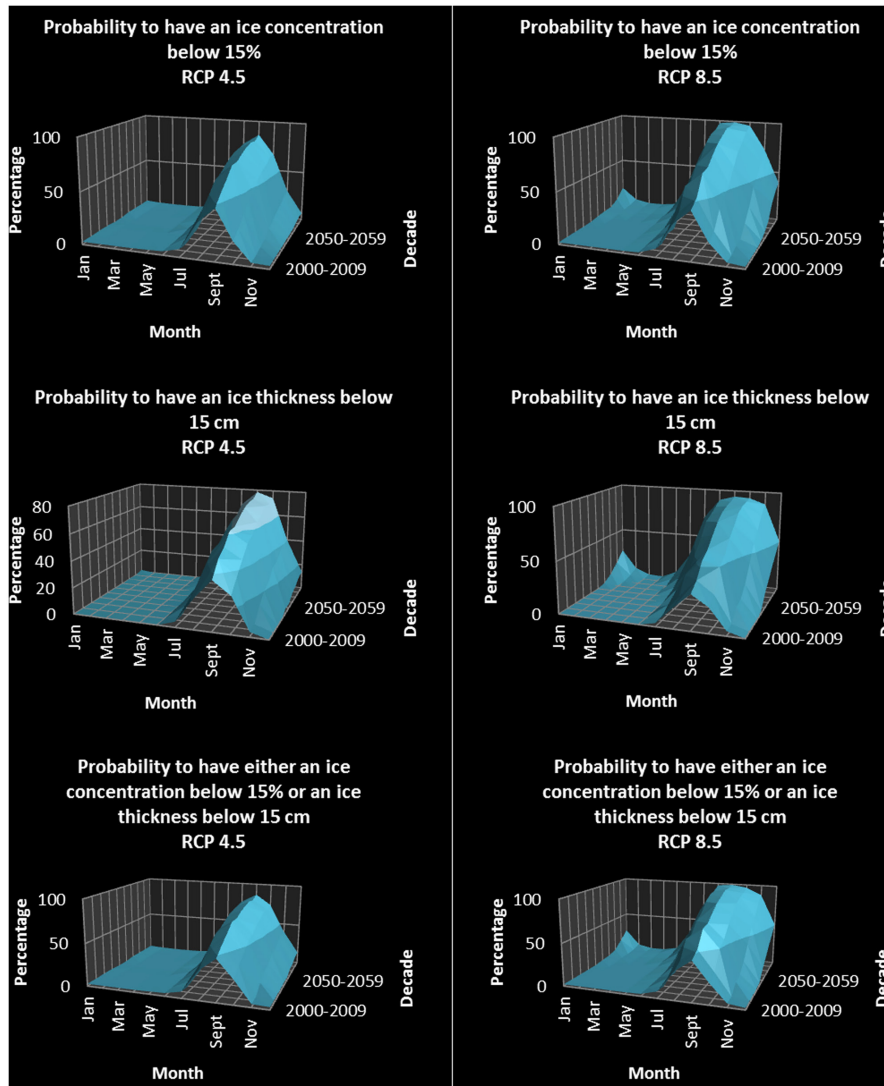 Probability to have an ice concentration
below 15%
RCP 4.5
Percentage
100
50
0
Jan
Mar
May
Jul
Sept
Nov
Month
2050-2059
2000-2009
Decade
Probability to have an ice concentration
below 15%
RCP 8.5
Percentage
100
50
0
Jan
Mar
May
Jul
Sept
Nov
Month
2050-2059
2000-2009
Decade
Probability to have an ice thickness below
15 cm
RCP 4.5
Percentage
80
60
40
20
0
Jan
Mar
May
Jul
Sept
Nov
Month
2050-2059
2000-2009
Decade
Probability to have an ice thickness below
15 cm
RCP 8.5
Percentage
100
50
0
Jan
Mar
May
Jul
Sept
Nov
Month
2050-2059
2000-2009
Decade
Probability to have either an ice
concentration below 15% or an ice
thickness below 15 cm
RCP 4.5
Percentage
100
50
0
Jan
Mar
May
Jul
Sept
Nov
Month
2050-2059
2000-2009
Decade
Probability to have either an ice
concentration below 15% or an ice
thickness below 15 cm
RCP 8.5
Percentage
100
50
0
Jan
Mar
May
Jul
Sept
Nov
Month
2050-2059
2000-2009
Decade